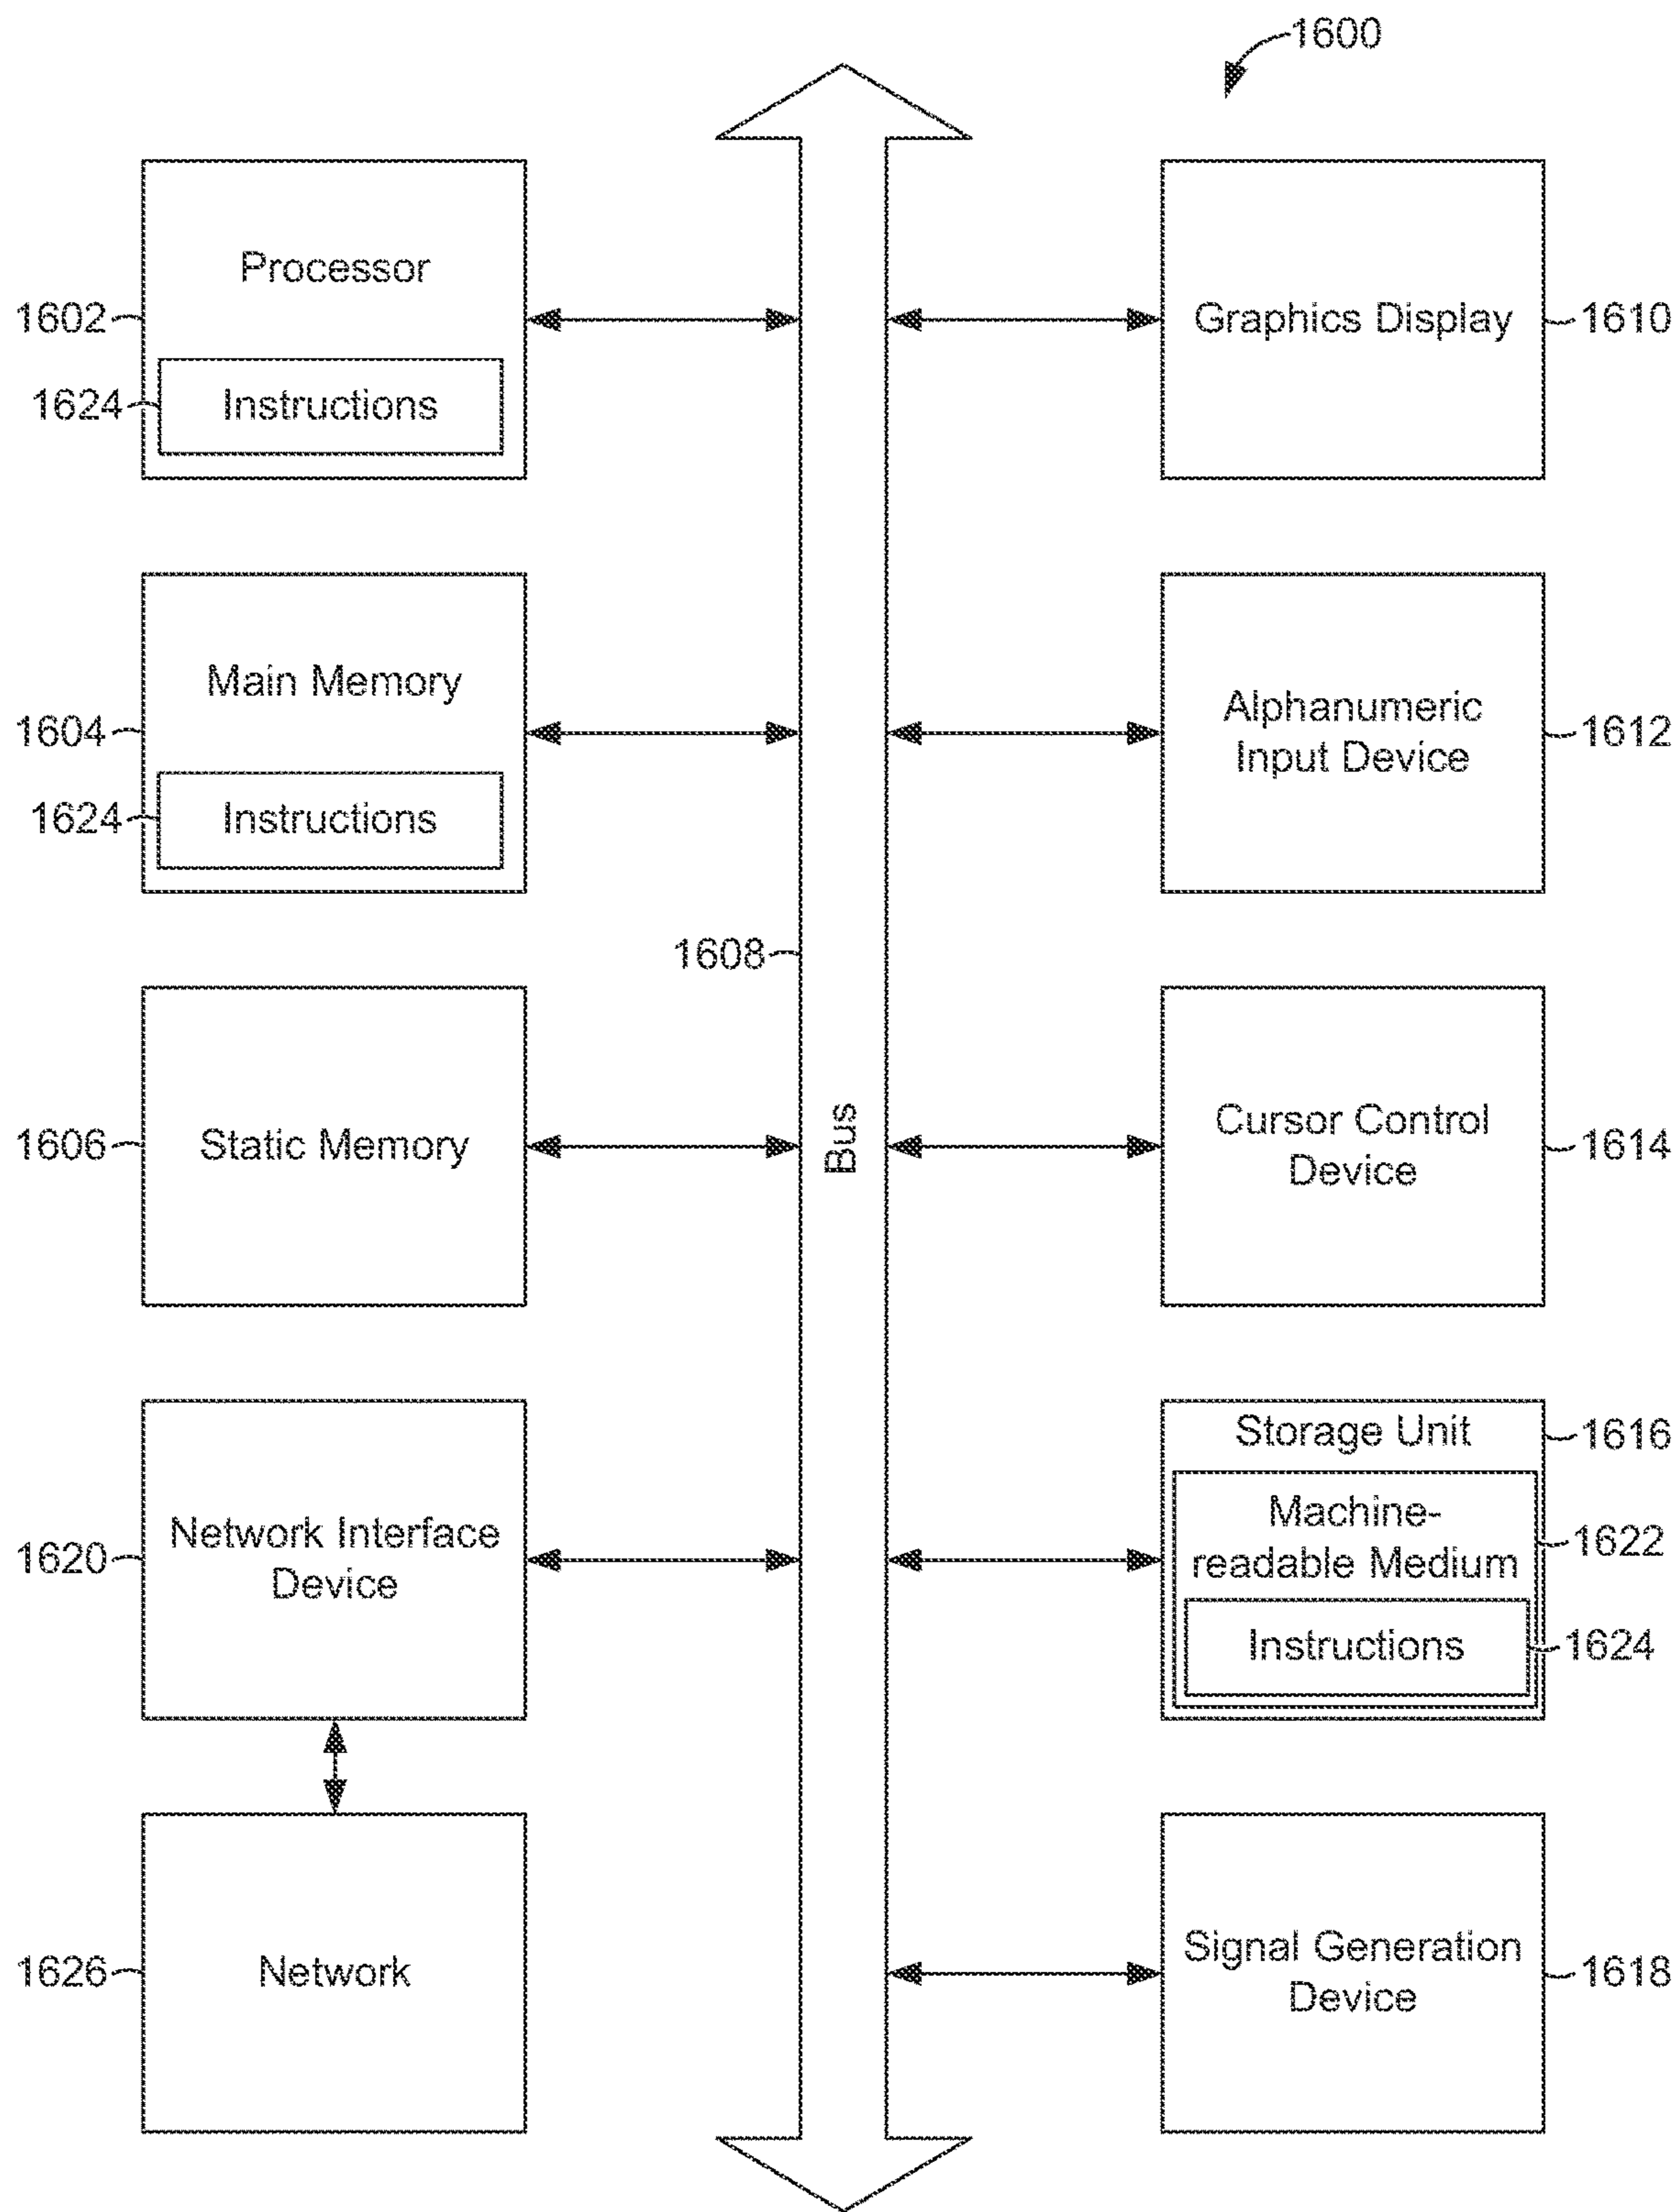 1600
Processor
1602
1624
Instructions
Graphics Display
1610
Main Memory
1604
1624
Instructions
Alphanumeric
Input Device
1612
1608
Bus
1606
Static Memory
Cursor Control
Device
1614
1620
Network Interface
Device
Storage Unit
1616
Machine-
readable Medium
1622
Instructions
1624
1626
Network
Signal Generation
Device
1618